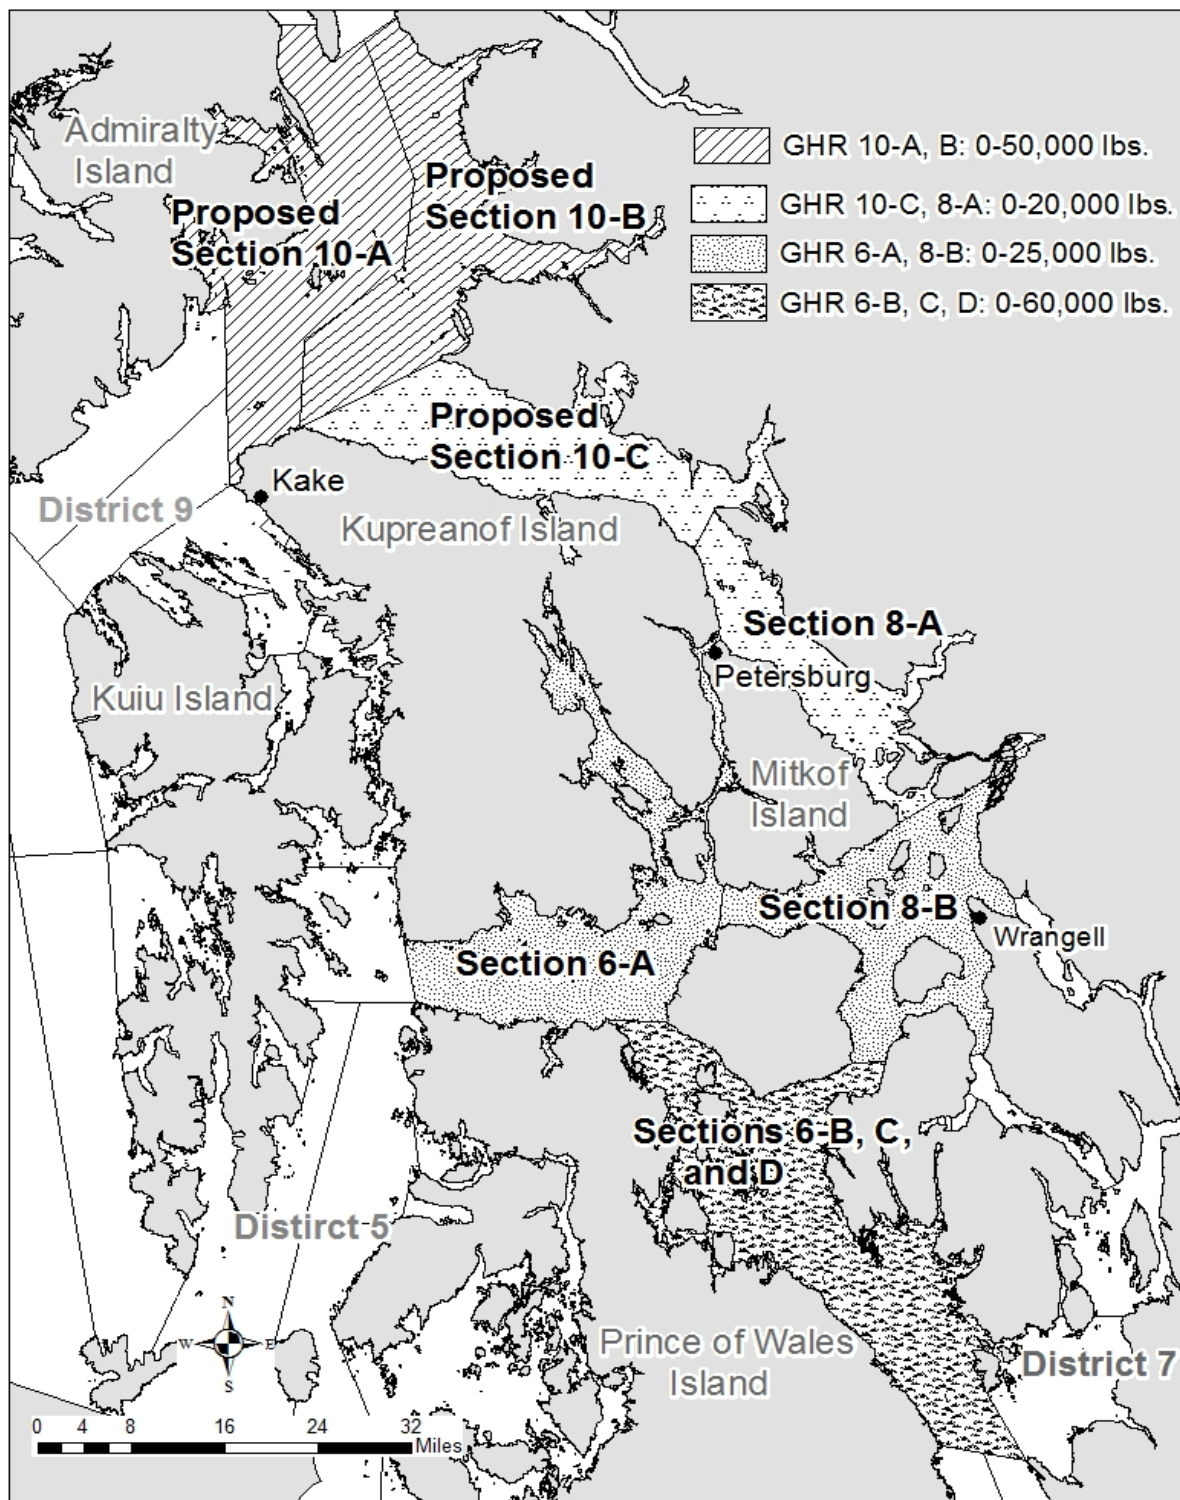 Admiralty
Island
GHR 10-A, B: 0-50,000 lbs.
GHR 10-C, 8-A: 0-20,000 lbs.
GHR 6-A, 8-B: 0-25,000 lbs.
GHR 6-B, C, D: 0-60,000 lbs.
Proposed
Section 10-B
Proposed
Section 10-A
Proposed
Section 10-C
Kake
District 9
Kupreanof Island
Section 8-A
Petersburg
Kuiu Island
Mitkof
Island
Section 8-B
Wrangell
Section 6-A
Sections 6-B, C,
and D
Distirct 5
N
W E
S
Prince of Wales
Island
District 7
0 4 8 16 24 32
Miles